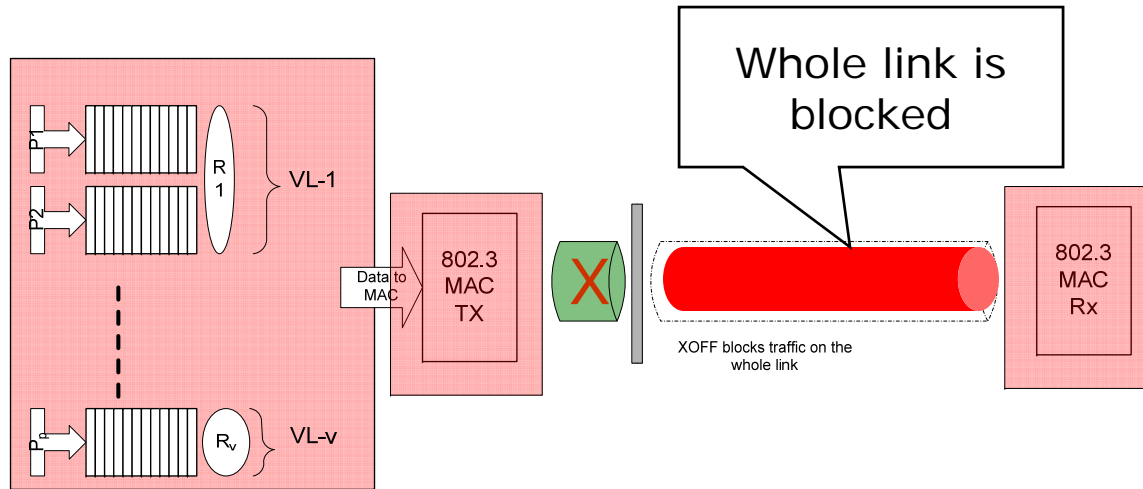 Whole link is
blocked
P1
R
1
VL-1
P2
Data to
MAC
802.3
MAC
TX
X
802.3
MAC
Rx
XOFF blocks traffic on the
whole link
Pp
Rv
VL-v